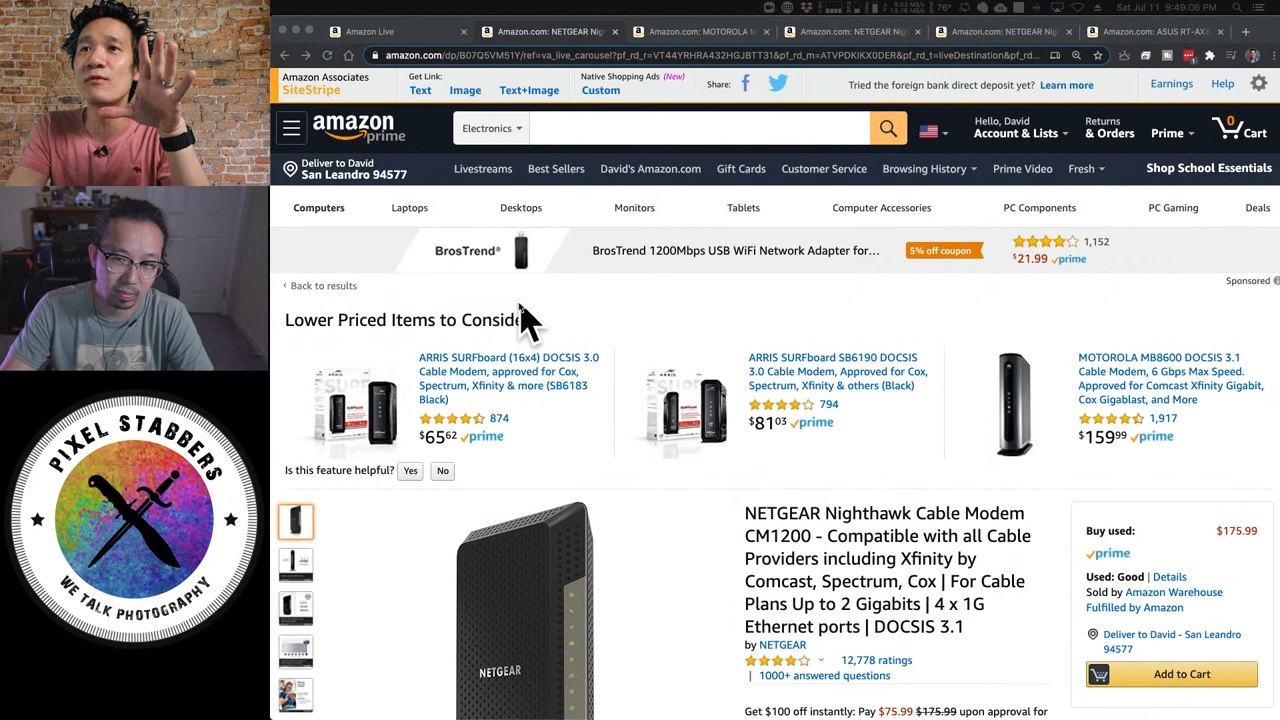 Sat Jul 11 9:49:06 PM
76°
Amazon Live
Amazon.com: NETGEAR Nig
Amazon.com: MOTOROLA M
Amazon.com: NETGEAR Nig
Amazon.com: NETGEAR Nig
Amazon.com: ASUS RT-AX8
amazon.com/dp/B07Q5VM51Y/ref=va_live_carousel?pf_rd_r=VT44YRHRA432HGJBTT31&pf_rd_m=ATVPDKIKX0DER&pf_rd_t=liveDestination&pf_rd...
Amazon Associates
SiteStripe
Get Link:
Text
Image
Text+Image
Native Shopping Ads (New)
Custom
Share:
Tried the foreign bank direct deposit yet? Learn more
Earnings
Help
amazon
prime
Electronics
Hello, David
Account & Lists
Returns
& Orders
Prime
0
Cart
Deliver to David
San Leandro 94577
Livestreams
Best Sellers
David's Amazon.com
Gift Cards
Customer Service
Browsing History
Prime Video
Fresh
Shop School Essentials
Computers
Laptops
Desktops
Monitors
Tablets
Computer Accessories
PC Components
PC Gaming
Deals
BrosTrend®
BrosTrend 1200Mbps USB WiFi Network Adapter for...
5% off coupon
1,152
$21.99 prime
‹ Back to results
Sponsored
Lower Priced Items to Conside
ARRIS SURFboard (16x4) DOCSIS 3.0
Cable Modem, approved for Cox,
Spectrum, Xfinity & more (SB6183
Black)
874
$65 62 prime
ARRIS SURFboard SB6190 DOCSIS
3.0 Cable Modem, Approved for Cox,
Spectrum, Xfinity & others (Black)
794
$81 03 prime
MOTOROLA MB8600 DOCSIS 3.1
Cable Modem, 6 Gbps Max Speed.
Approved for Comcast Xfinity Gigabit,
Cox Gigablast, and More
1,917
$159 99 prime
Is this feature helpful?
Yes
No
NETGEAR
NETGEAR Nighthawk Cable Modem
CM1200 - Compatible with all Cable
Providers including Xfinity by
Comcast, Spectrum, Cox | For Cable
Plans Up to 2 Gigabits | 4 x 1G
Ethernet ports | DOCSIS 3.1
by NETGEAR
12,778 ratings
| 1000+ answered questions
Get $100 off instantly: Pay $75.99 $175.99 upon approval for
Buy used:
$175.99
prime
Used: Good | Details
Sold by Amazon Warehouse
Fulfilled by Amazon
Deliver to David - San Leandro
94577
Add to Cart
PIXEL STABBERS
WE TALK PHOTOGRAPHY